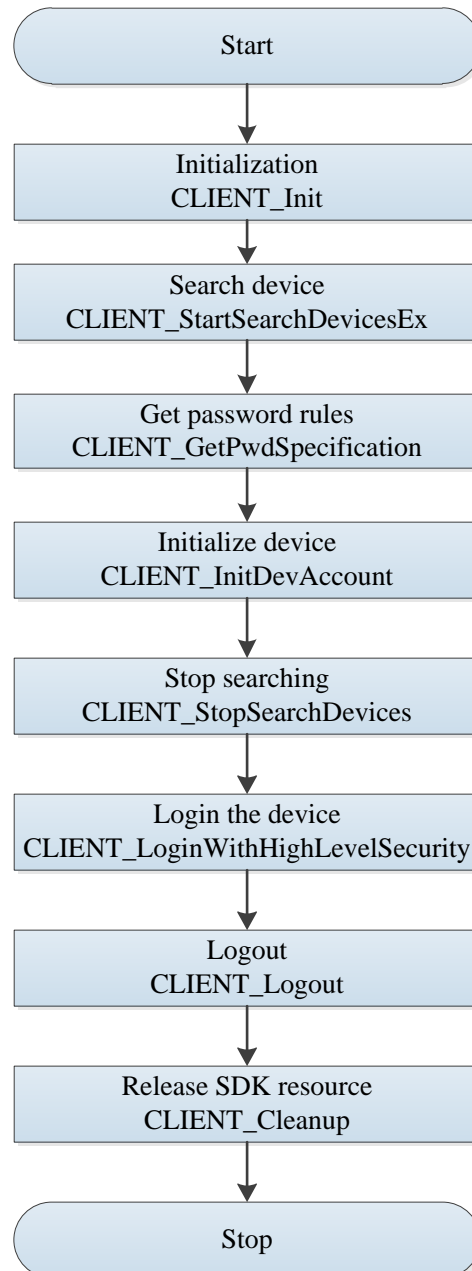 Start
Initialization
CLIENT_Init
Search device
CLIENT_StartSearchDevicesEx
Get password rules
CLIENT_GetPwdSpecification
Initialize device
CLIENT_InitDevAccount
Stop searching
CLIENT_StopSearchDevices
Login the device
CLIENT_LoginWithHighLevelSecurity
Logout
CLIENT_Logout
Release SDK resource
CLIENT_Cleanup
Stop